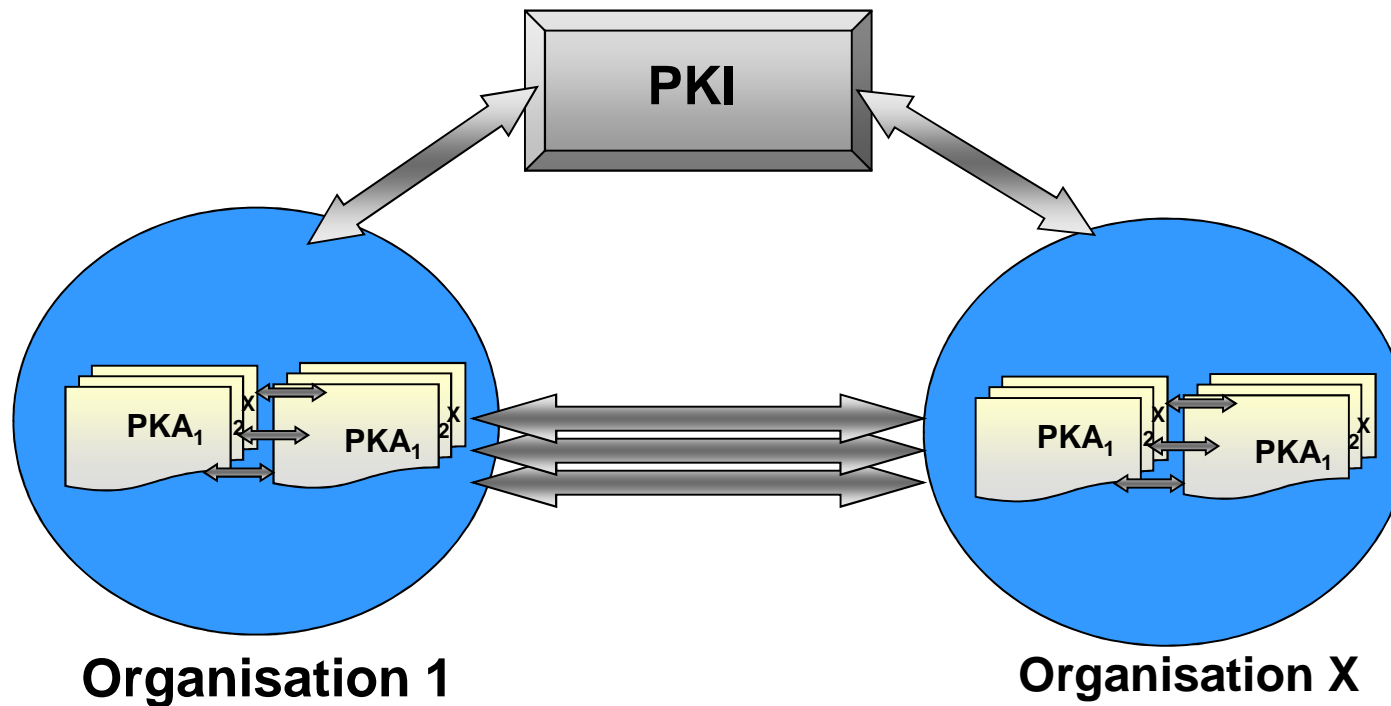 PKI
X
2
PKA₁
X
2
PKA₁
X
2
PKA₁
X
2
PKA₁
Organisation 1
Organisation X